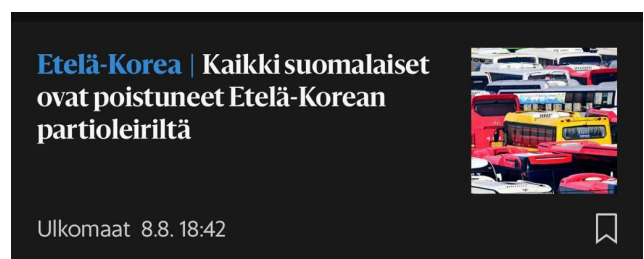 Etelä-Korea | Kaikki suomalaiset
ovat poistuneet Etelä-Korean
partioleiriltä
Ulkomaat 8.8. 18:42